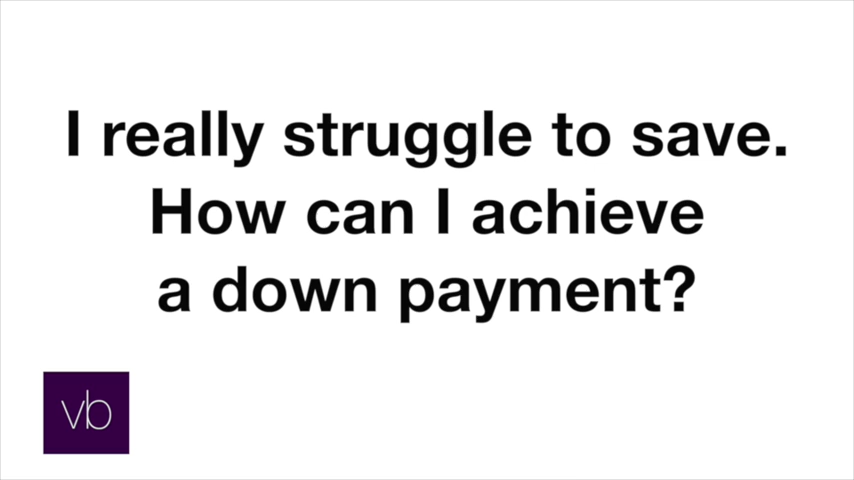 I really struggle to save.
How can I achieve
a down payment?
vb